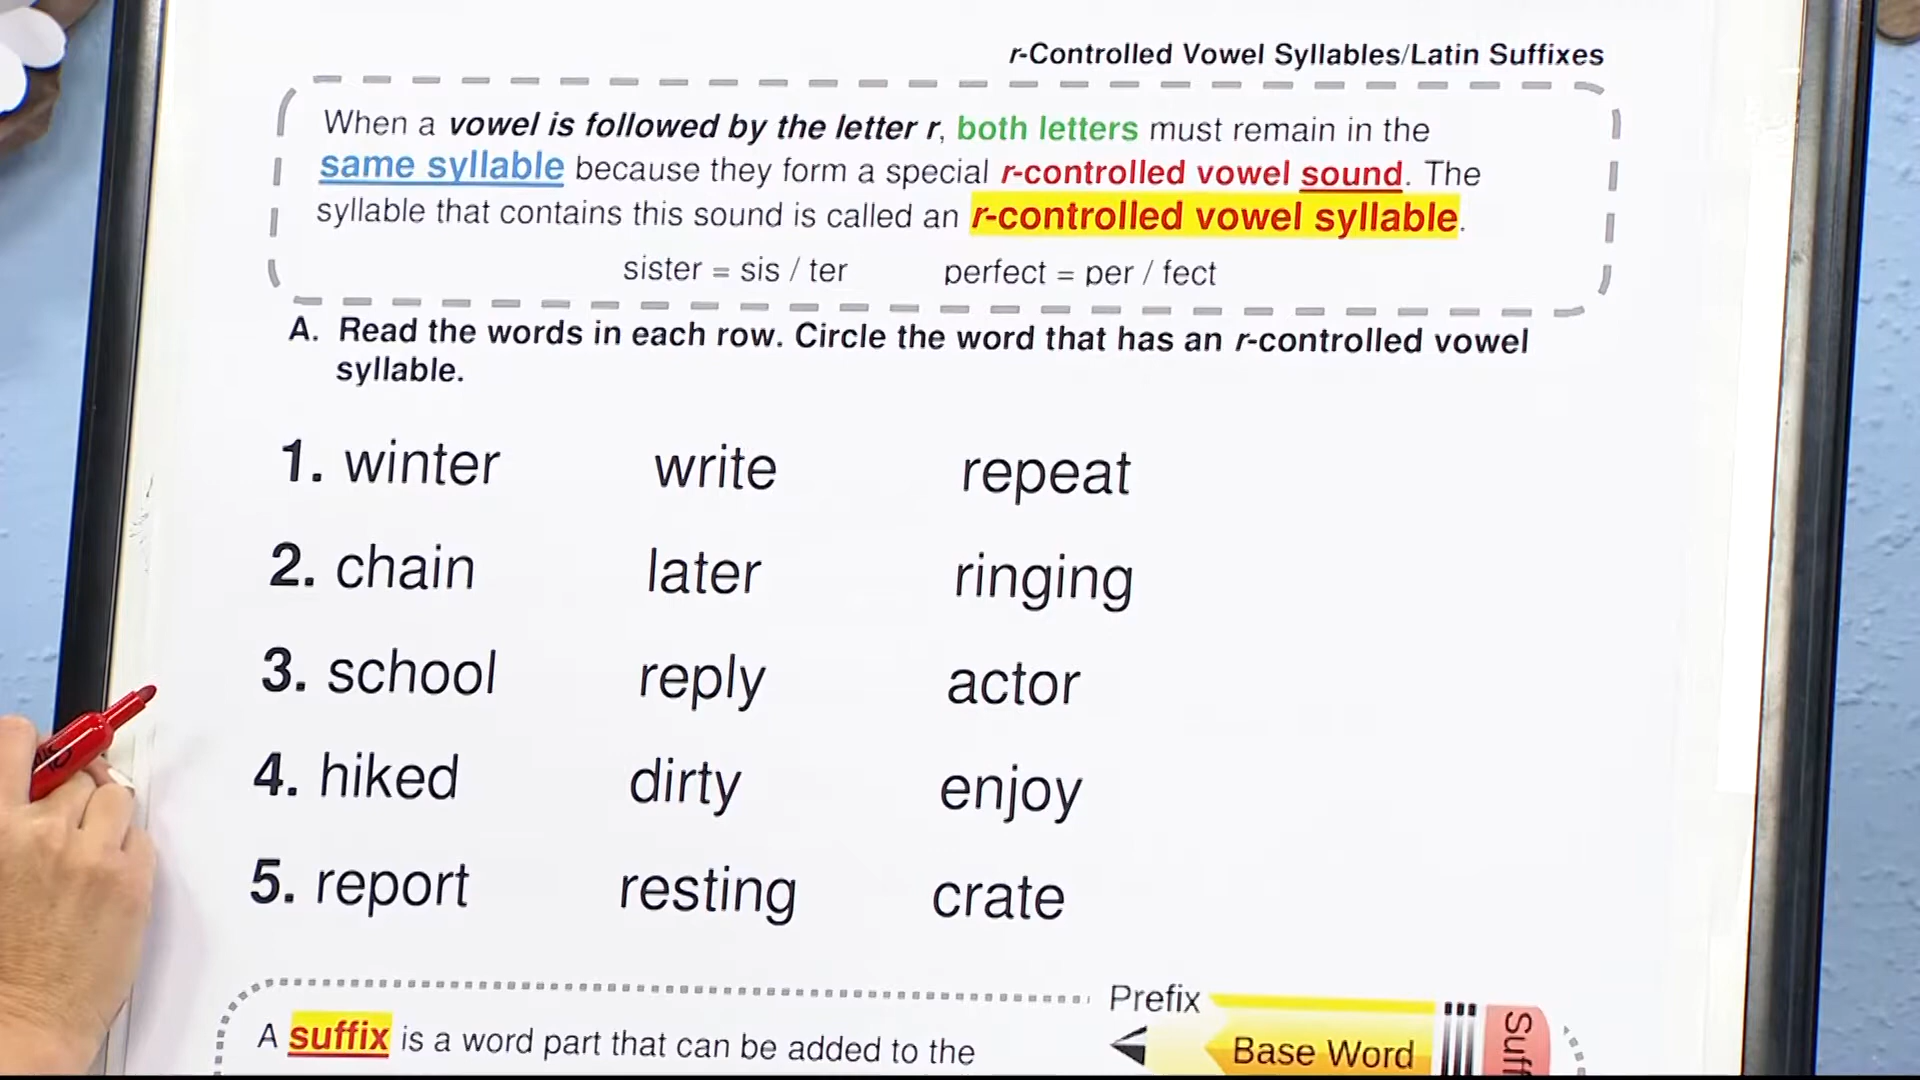 r-Controlled Vowel Syllables/Latin Suffixes
When a vowel is followed by the letter r, both letters must remain in the
same syllable because they form a special r-controlled vowel sound. The
syllable that contains this sound is called an r-controlled vowel syllable.
sister = sis / ter perfect = per / fect
A. Read the words in each row. Circle the word that has an r-controlled vowel
syllable.
1. winter write repeat
2. chain later ringing
3. school reply actor
4. hiked dirty enjoy
5. report resting crate
Prefix
A suffix is a word part that can be added to the
Base Word
Suff